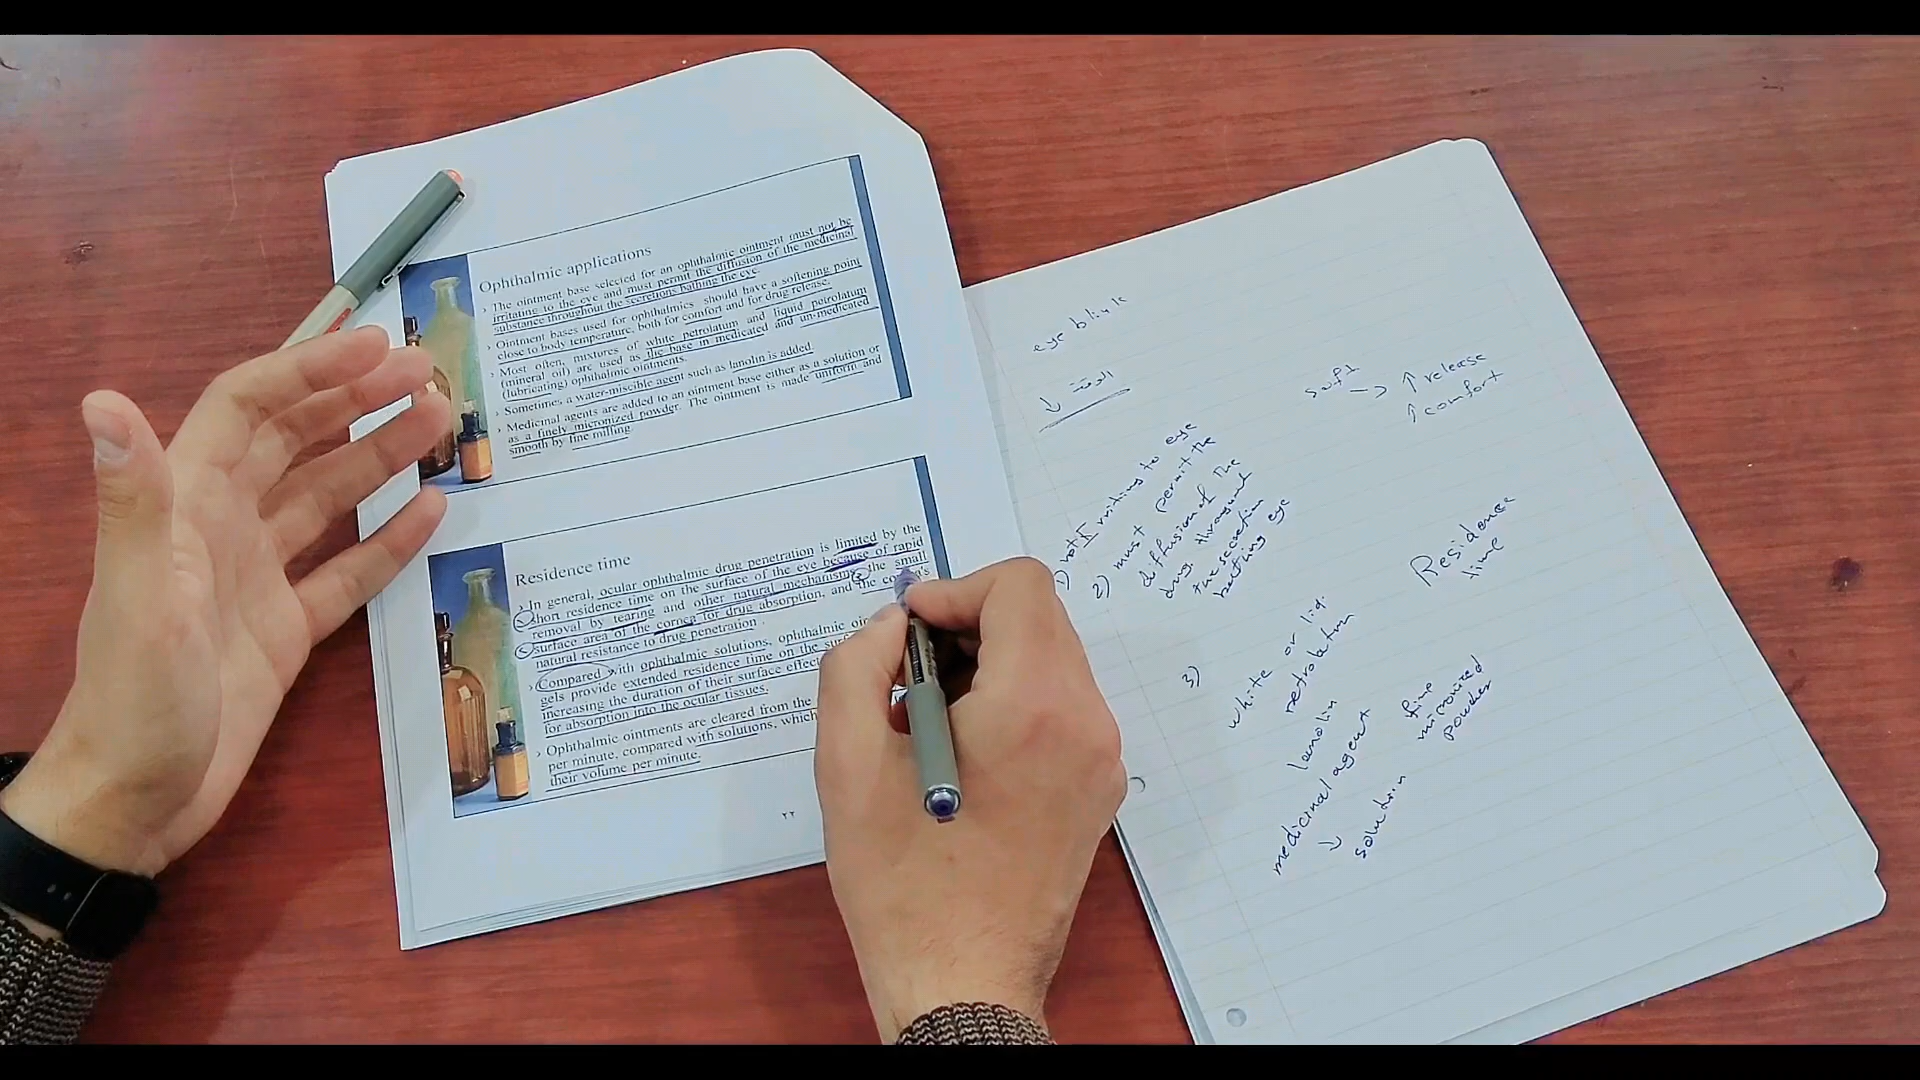 Ophthalmic applications
› The ointment base selected for an ophthalmic ointment must not be
irritating to the eye and must permit the diffusion of the medicinal
substance throughout the secretions bathing the eye.
› Ointment bases used for ophthalmics should have a softening point
close to body temperature, both for comfort and for drug release.
› Most often, mixtures of white petrolatum and liquid petrolatum
(mineral oil) are used as the base in medicated and un-medicated
(lubricating) ophthalmic ointments.
› Sometimes a water-miscible agent such as lanolin is added.
› Medicinal agents are added to an ointment base either as a solution or
as a finely micronized powder. The ointment is made uniform and
smooth by fine milling.
Residence time
› In general, ocular ophthalmic drug penetration is limited by the
short residence time on the surface of the eye because of rapid
removal by tearing and other natural mechanisms, the small
surface area of the cornea for drug absorption, and the
natural resistance to drug penetration.
› Compared with ophthalmic solutions, ophthalmic
gels provide extended residence time on the
increasing the duration of their surface
for absorption into the ocular tissues.
› Ophthalmic ointments are cleared from the
per minute, compared with solutions, which
their volume per minute.
٢٢
eye blink
الوقت ↓
soft → ↑ release
↑ comfort
1) not irritating to eye
2) must permit the
diffusion of the
drug throughout
the secretion
bathing eye
Residence
time
3) white or liq.
lanolin
medicinal agent
↓
solution
fine
micronized
powder